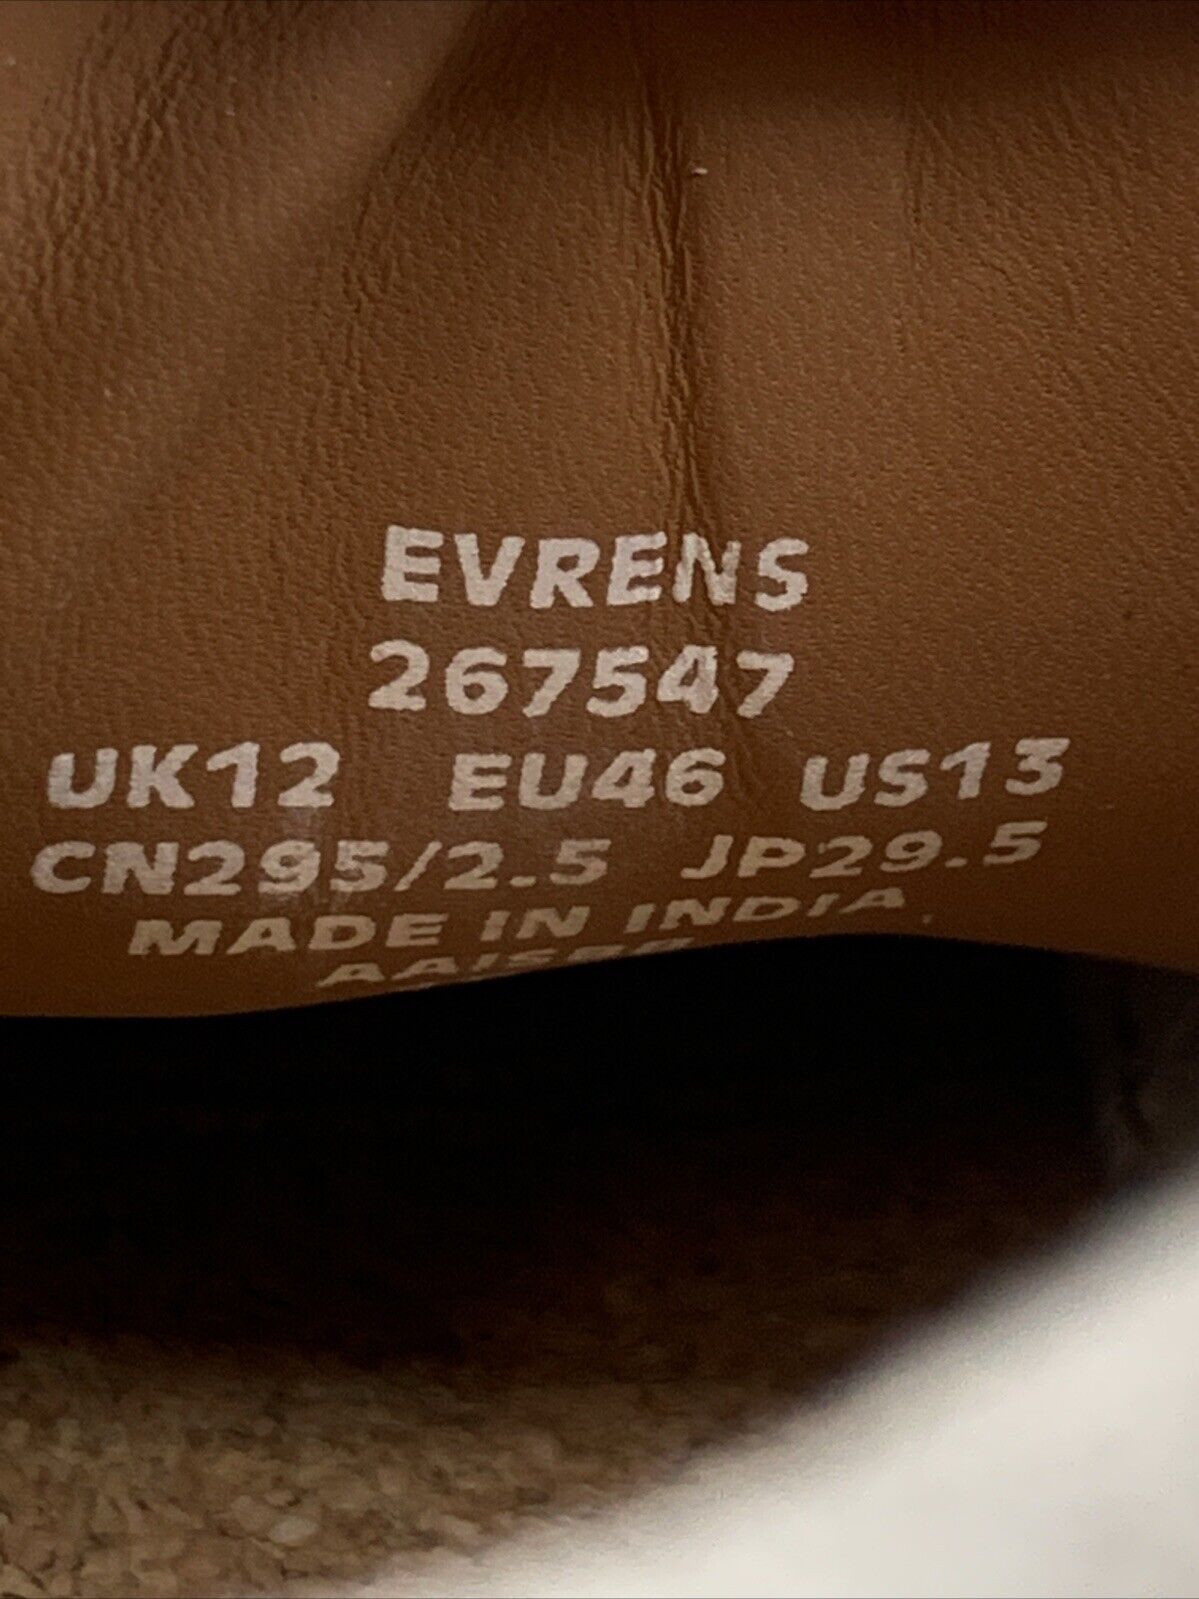 EVRENS
267547
UK12 EU46 US13
CN295/2.5 JP29.5
MADE IN INDIA